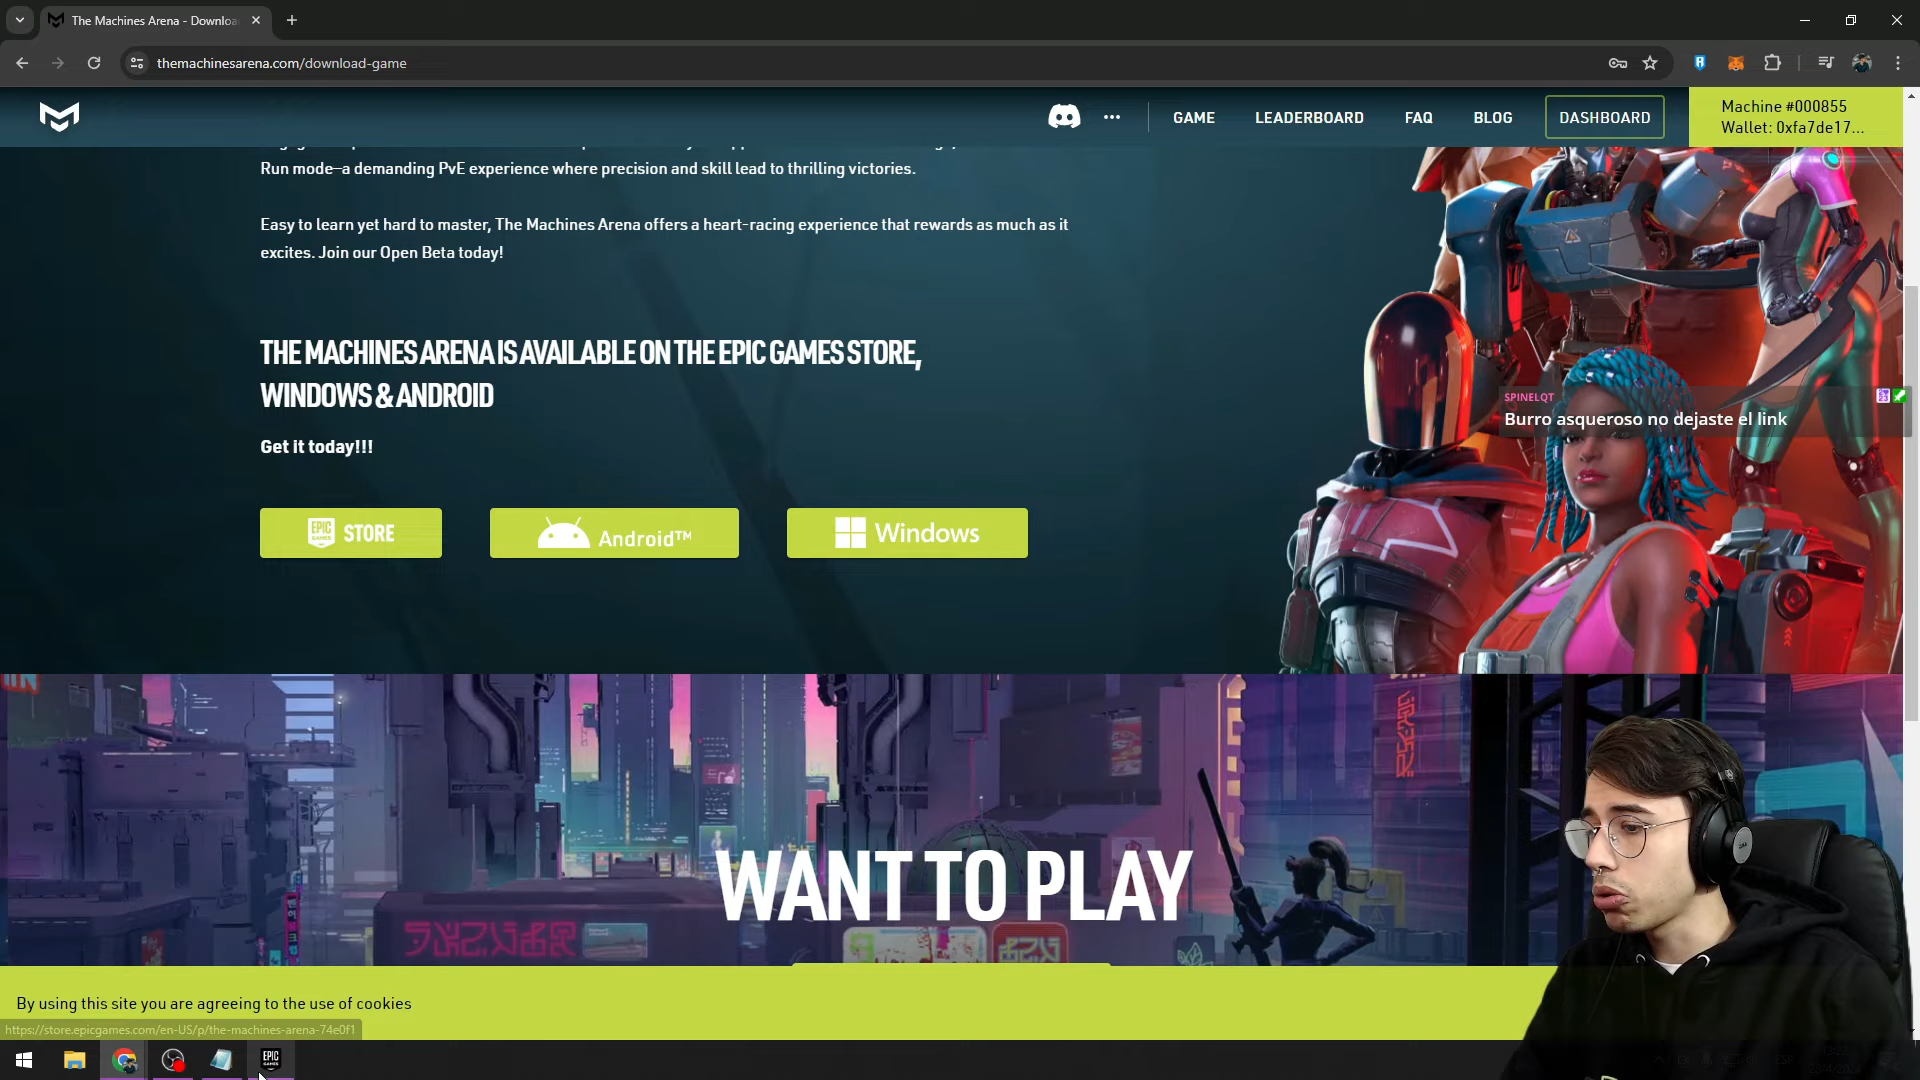 The Machines Arena - Downloa
themachinesarena.com/download-game
GAME
LEADERBOARD
FAQ
BLOG
DASHBOARD
Machine #000855
Wallet: 0xfa7de17...
Run mode—a demanding PvE experience where precision and skill lead to thrilling victories.
Easy to learn yet hard to master, The Machines Arena offers a heart-racing experience that rewards as much as it
excites. Join our Open Beta today!
THE MACHINES ARENA IS AVAILABLE ON THE EPIC GAMES STORE,
WINDOWS & ANDROID
SPINELQT
Burro asqueroso no dejaste el link
Get it today!!!
EPIC GAMES STORE
Android™
Windows
WANT TO PLAY
By using this site you are agreeing to the use of cookies
https://store.epicgames.com/en-US/p/the-machines-arena-74e0f1
EPIC GAMES